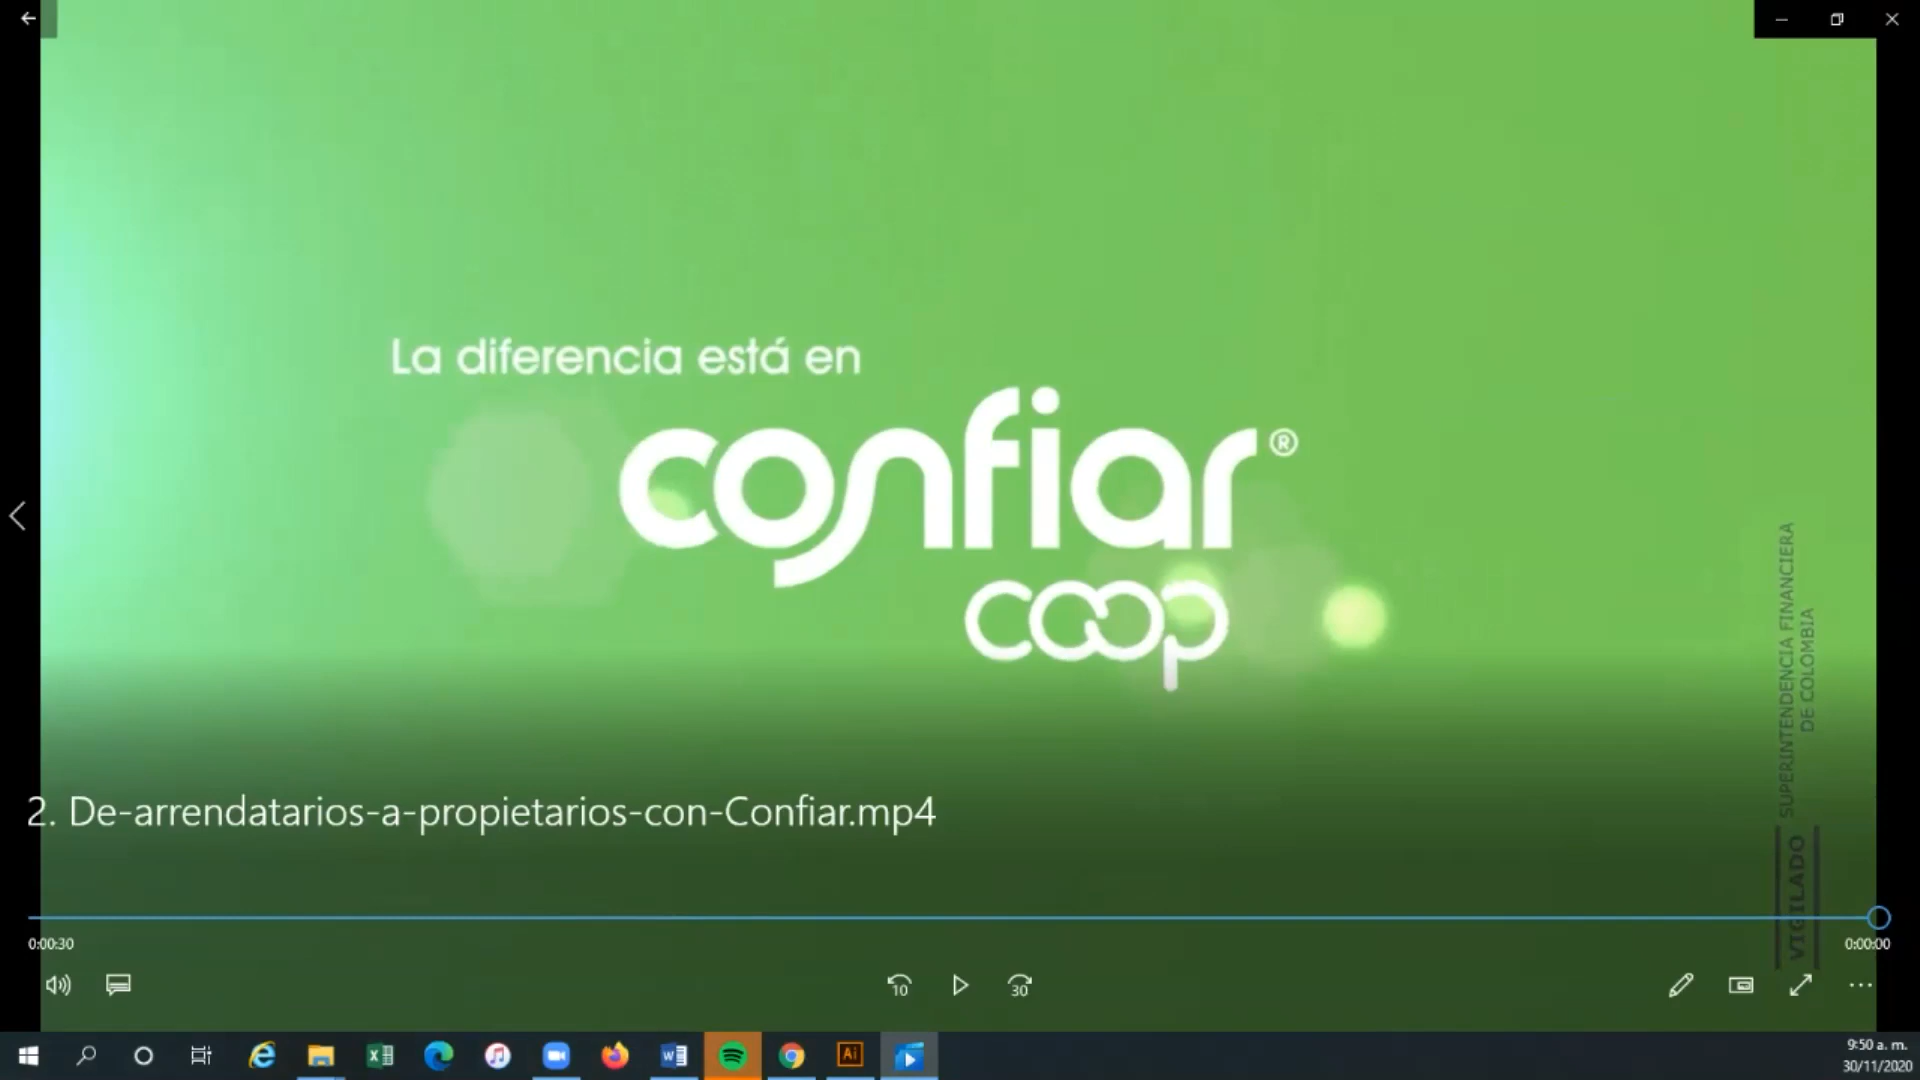 La diferencia está en
confiar®
coop
SUPERINTENDENCIA FINANCIERA
DE COLOMBIA
VIGILADO
2. De-arrendatarios-a-propietarios-con-Confiar.mp4
0:00:30
0:00:00
10
30
Ai
9:50 a. m.
30/11/2020